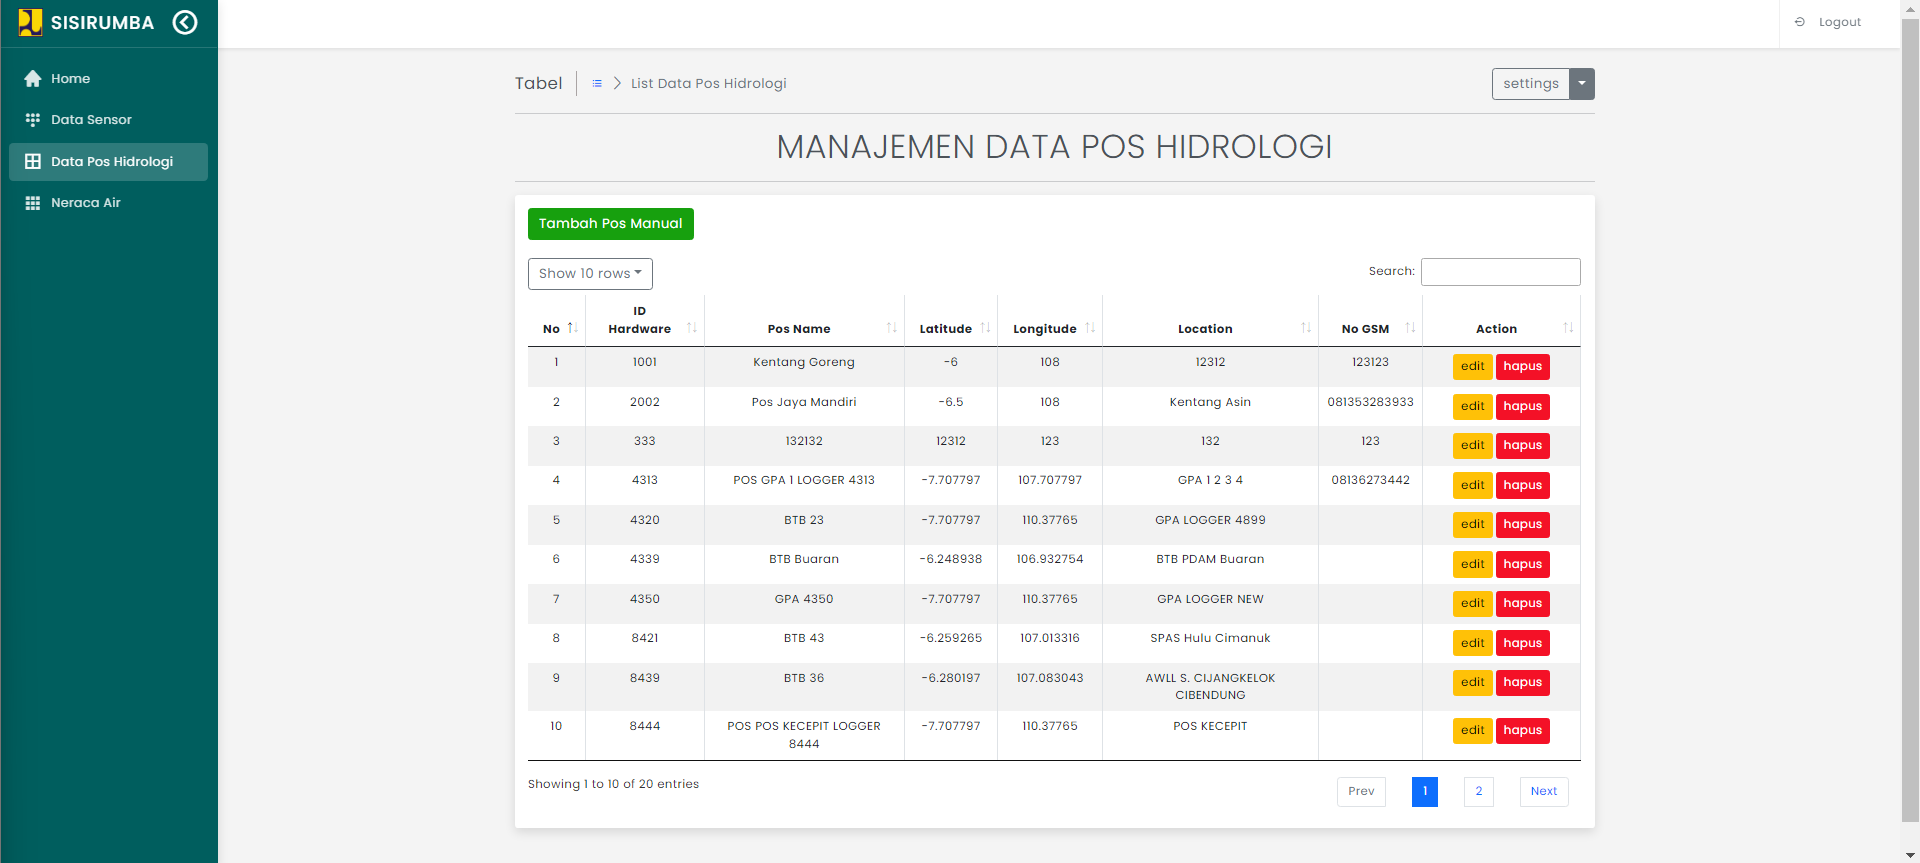 SISIRUMBA
Logout
Home
Data Sensor
Data Pos Hidrologi
Neraca Air
Tabel List Data Pos Hidrologi settings
MANAJEMEN DATA POS HIDROLOGI
Tambah Pos Manual
Show 10 rows Search:
No ID Hardware Pos Name Latitude Longitude Location No GSM Action
1 1001 Kentang Goreng -6 108 12312 123123 edit hapus
2 2002 Pos Jaya Mandiri -6.5 108 Kentang Asin 081353283933 edit hapus
3 333 132132 12312 123 132 123 edit hapus
4 4313 POS GPA 1 LOGGER 4313 -7.707797 107.707797 GPA 1 2 3 4 08136273442 edit hapus
5 4320 BTB 23 -7.707797 110.37765 GPA LOGGER 4899 edit hapus
6 4339 BTB Buaran -6.248938 106.932754 BTB PDAM Buaran edit hapus
7 4350 GPA 4350 -7.707797 110.37765 GPA LOGGER NEW edit hapus
8 8421 BTB 43 -6.259265 107.013316 SPAS Hulu Cimanuk edit hapus
9 8439 BTB 36 -6.280197 107.083043 AWLL S. CIJANGKELOK CIBENDUNG edit hapus
10 8444 POS POS KECEPIT LOGGER 8444 -7.707797 110.37765 POS KECEPIT edit hapus
Showing 1 to 10 of 20 entries Prev 1 2 Next